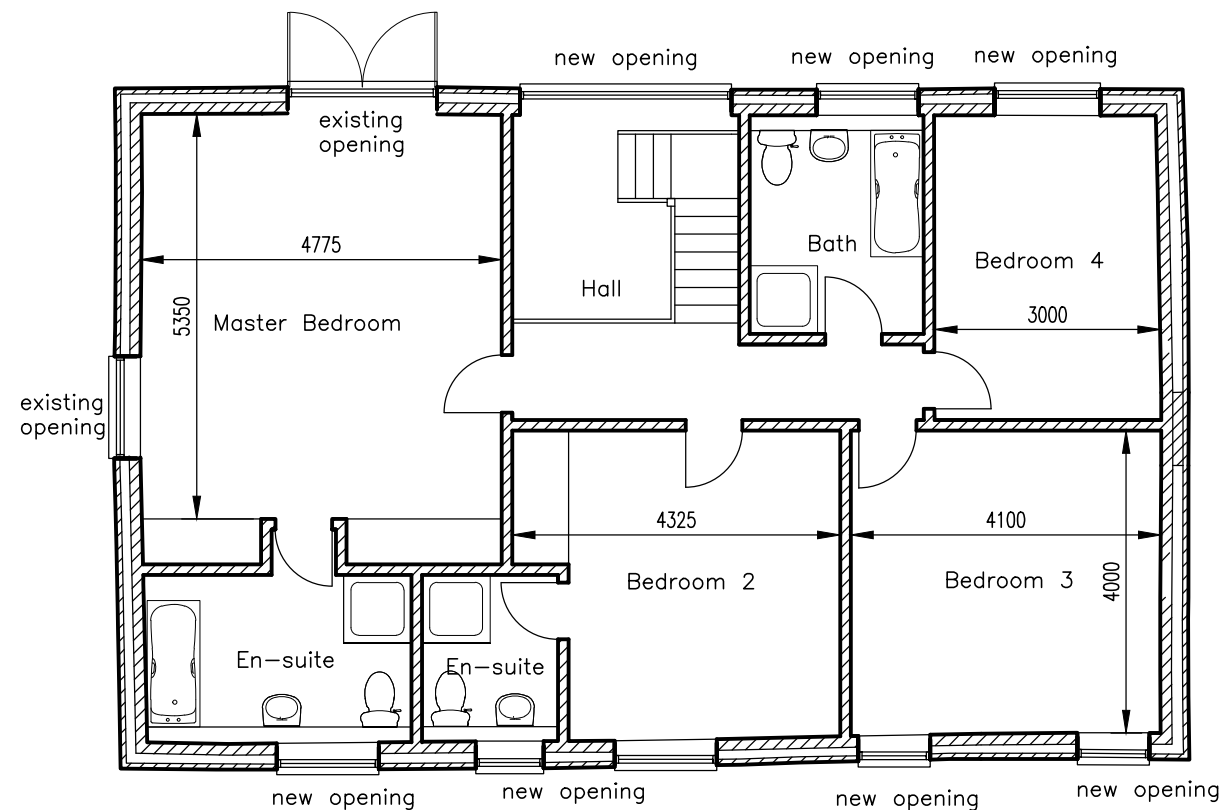 new opening
new opening
new opening
existing
opening
4775
Bath
Bedroom 4
Hall
5350
Master Bedroom
3000
existing
opening
4325
4100
Bedroom 2
Bedroom 3
4000
En-suite
En-suite
new opening
new opening
new opening
new opening